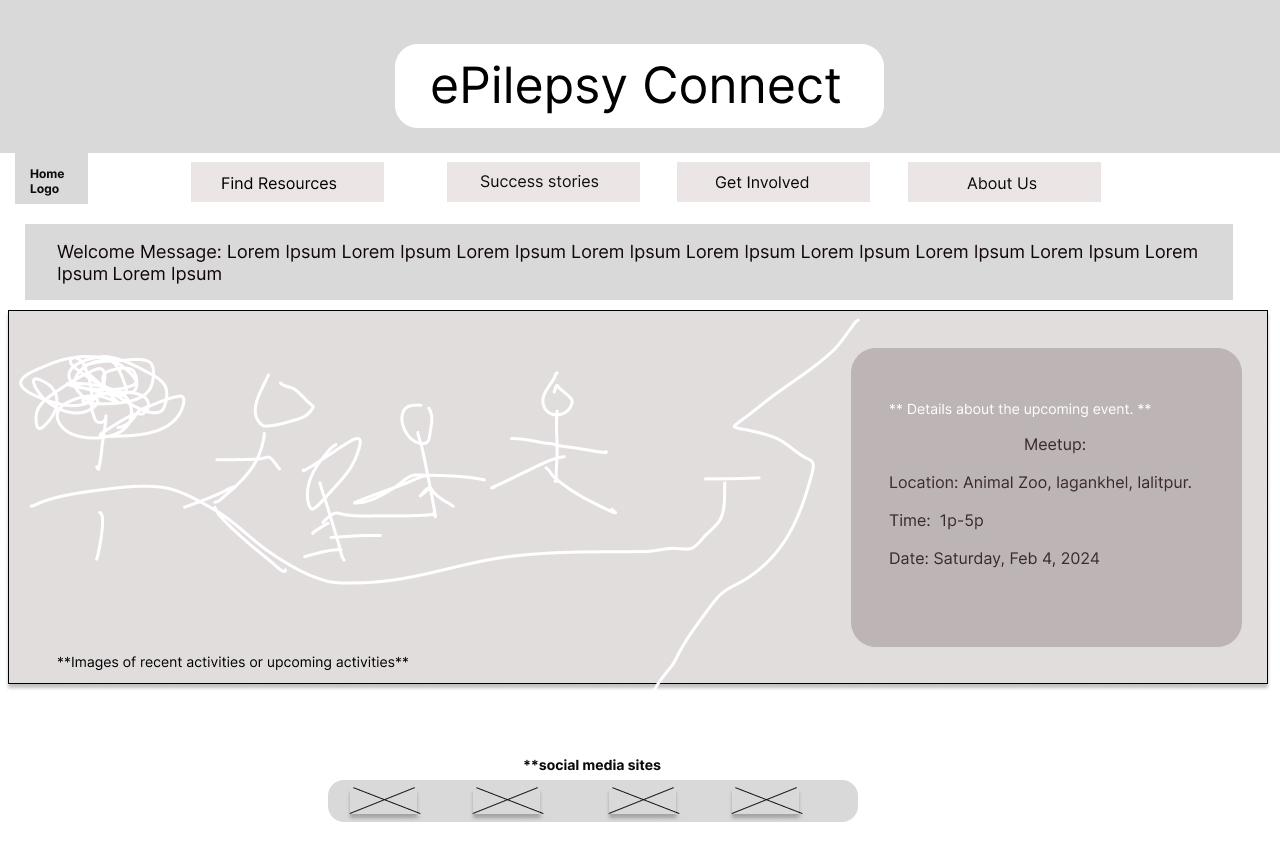 ePilepsy Connect
Home
Logo
Find Resources
Success stories
Get Involved
About Us
Welcome Message: Lorem Ipsum Lorem Ipsum Lorem Ipsum Lorem Ipsum Lorem Ipsum Lorem Ipsum Lorem Ipsum Lorem Ipsum Lorem
Ipsum Lorem Ipsum
** Details about the upcoming event. **
Meetup:
Location: Animal Zoo, lagankhel, lalitpur.
Time:  1p-5p
Date: Saturday, Feb 4, 2024
**Images of recent activities or upcoming activities**
**social media sites